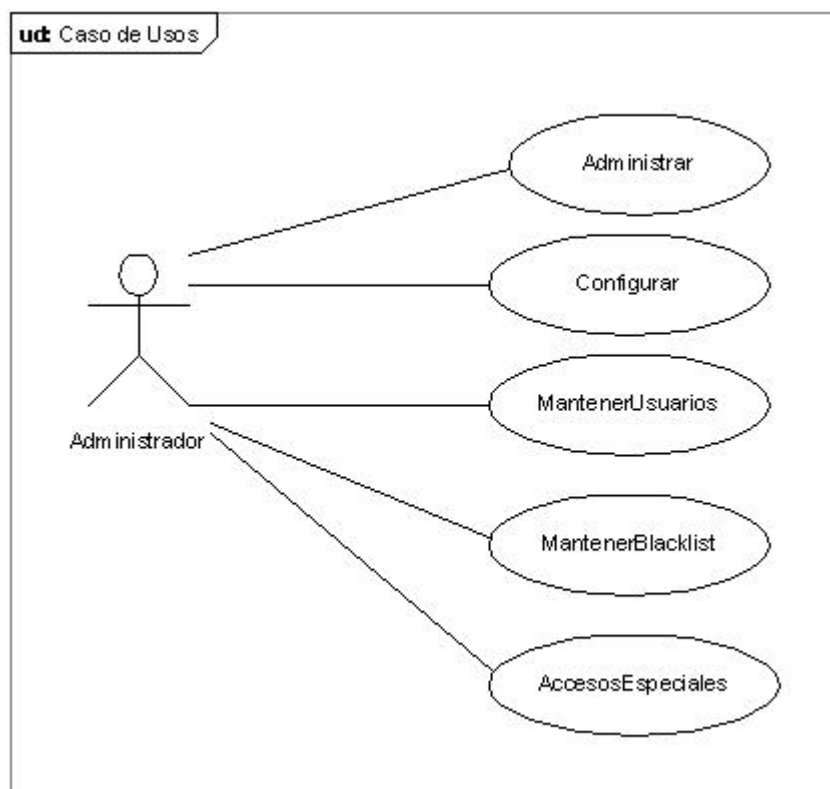 ud: Caso de Usos
Administrar
Configurar
MantenerUsuarios
Administrador
MantenerBlacklist
AccesosEspeciales